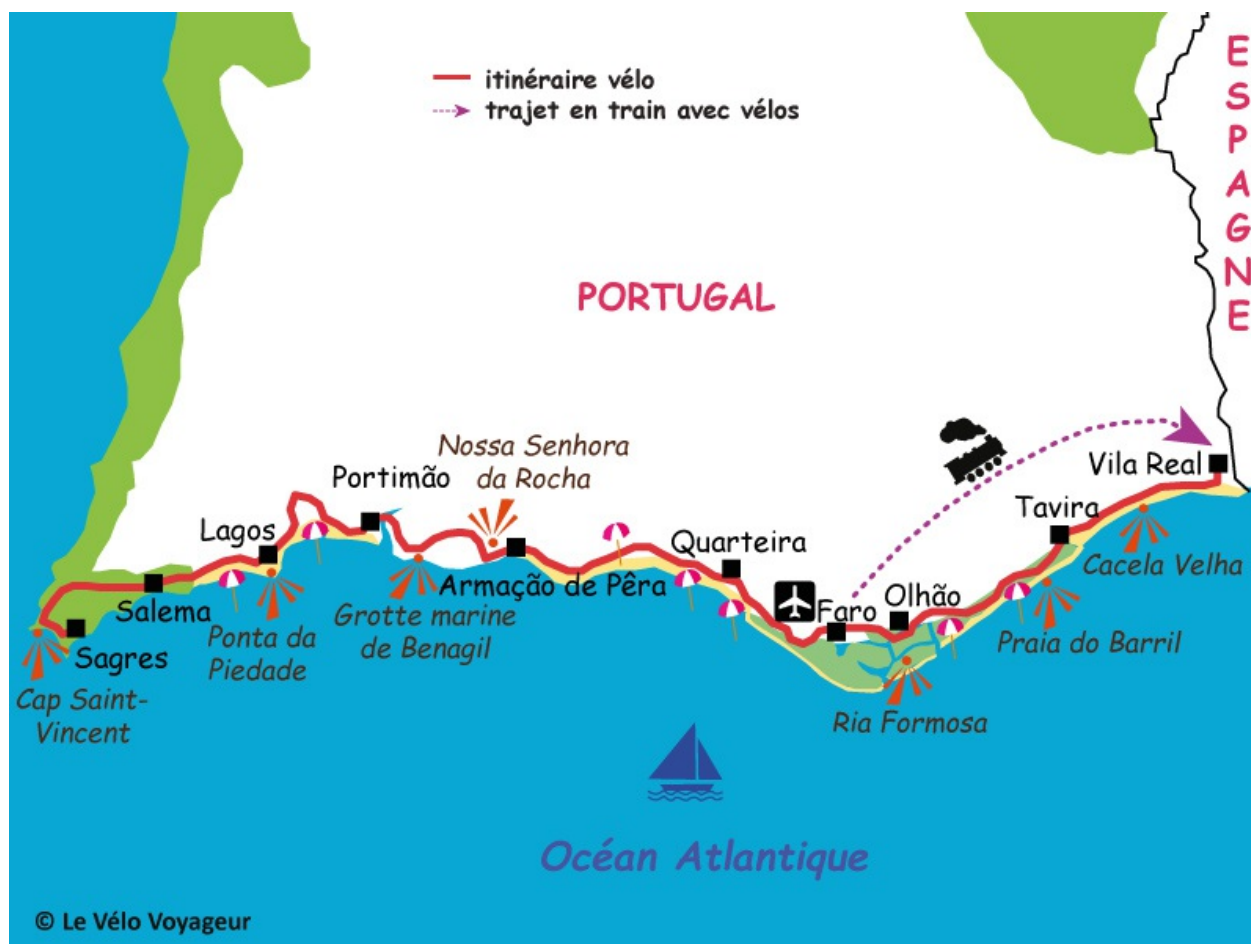 itinéraire vélo
trajet en train avec vélos
ESPAGNE
PORTUGAL
Nossa Senhora
da Rocha
Portimão
Vila Real
Lagos
Tavira
Quarteira
Cacela Velha
Armação de Pêra
Olhão
Faro
Salema
Grotte marine
de Benagil
Ponta da
Piedade
Praia do Barril
Sagres
Cap Saint-
Vincent
Ria Formosa
Océan Atlantique
© Le Vélo Voyageur